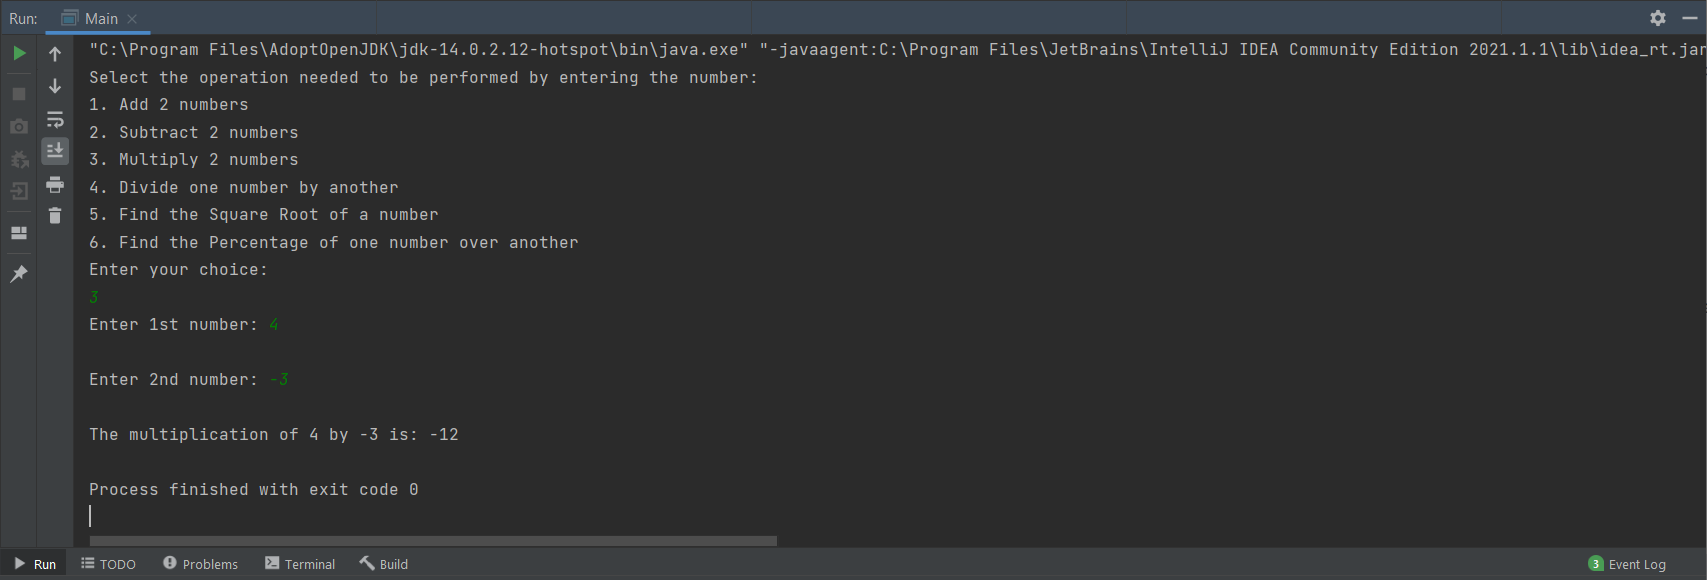 Run: Main
"C:\Program Files\AdoptOpenJDK\jdk-14.0.2.12-hotspot\bin\java.exe" "-javaagent:C:\Program Files\JetBrains\IntelliJ IDEA Community Edition 2021.1.1\lib\idea_rt.jar
Select the operation needed to be performed by entering the number:
1. Add 2 numbers
2. Subtract 2 numbers
3. Multiply 2 numbers
4. Divide one number by another
5. Find the Square Root of a number
6. Find the Percentage of one number over another
Enter your choice:
3
Enter 1st number: 4
Enter 2nd number: -3
The multiplication of 4 by -3 is: -12
Process finished with exit code 0
Run TODO Problems Terminal Build 3 Event Log